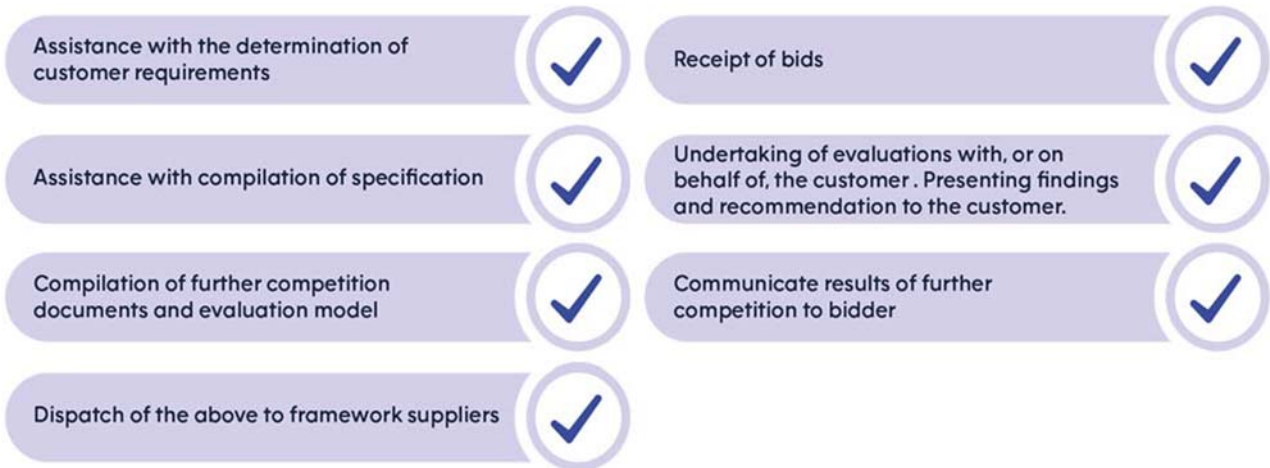 Assistance with the determination of
customer requirements
Assistance with compilation of specification
Compilation of further competition
documents and evaluation model
Dispatch of the above to framework suppliers
Receipt of bids
Undertaking of evaluations with, or on
behalf of, the customer . Presenting findings
and recommendation to the customer.
Communicate results of further
competition to bidder